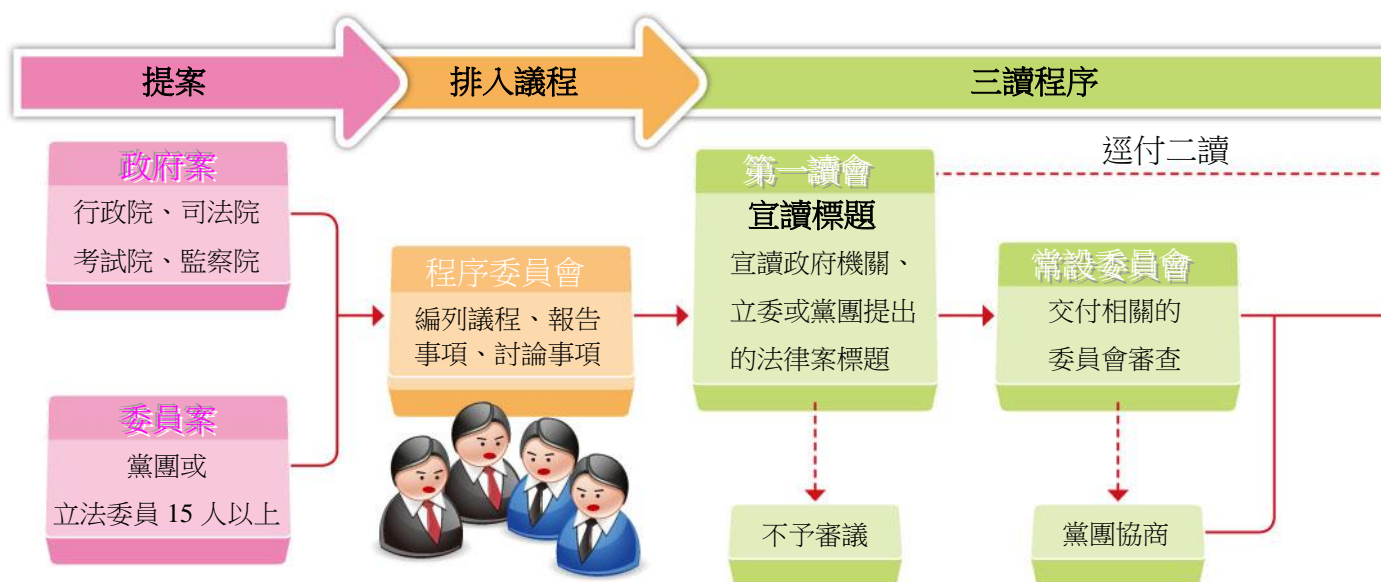 提案
排入議程
三讀程序
政府案
行政院、司法院
考試院、監察院
委員案
黨團或
立法委員 15 人以上
程序委員會
編列議程、報告
事項、討論事項
第一讀會
宣讀標題
宣讀政府機關、
立委或黨團提出
的法律案標題
不予審議
逕付二讀
常設委員會
交付相關的
委員會審查
黨團協商